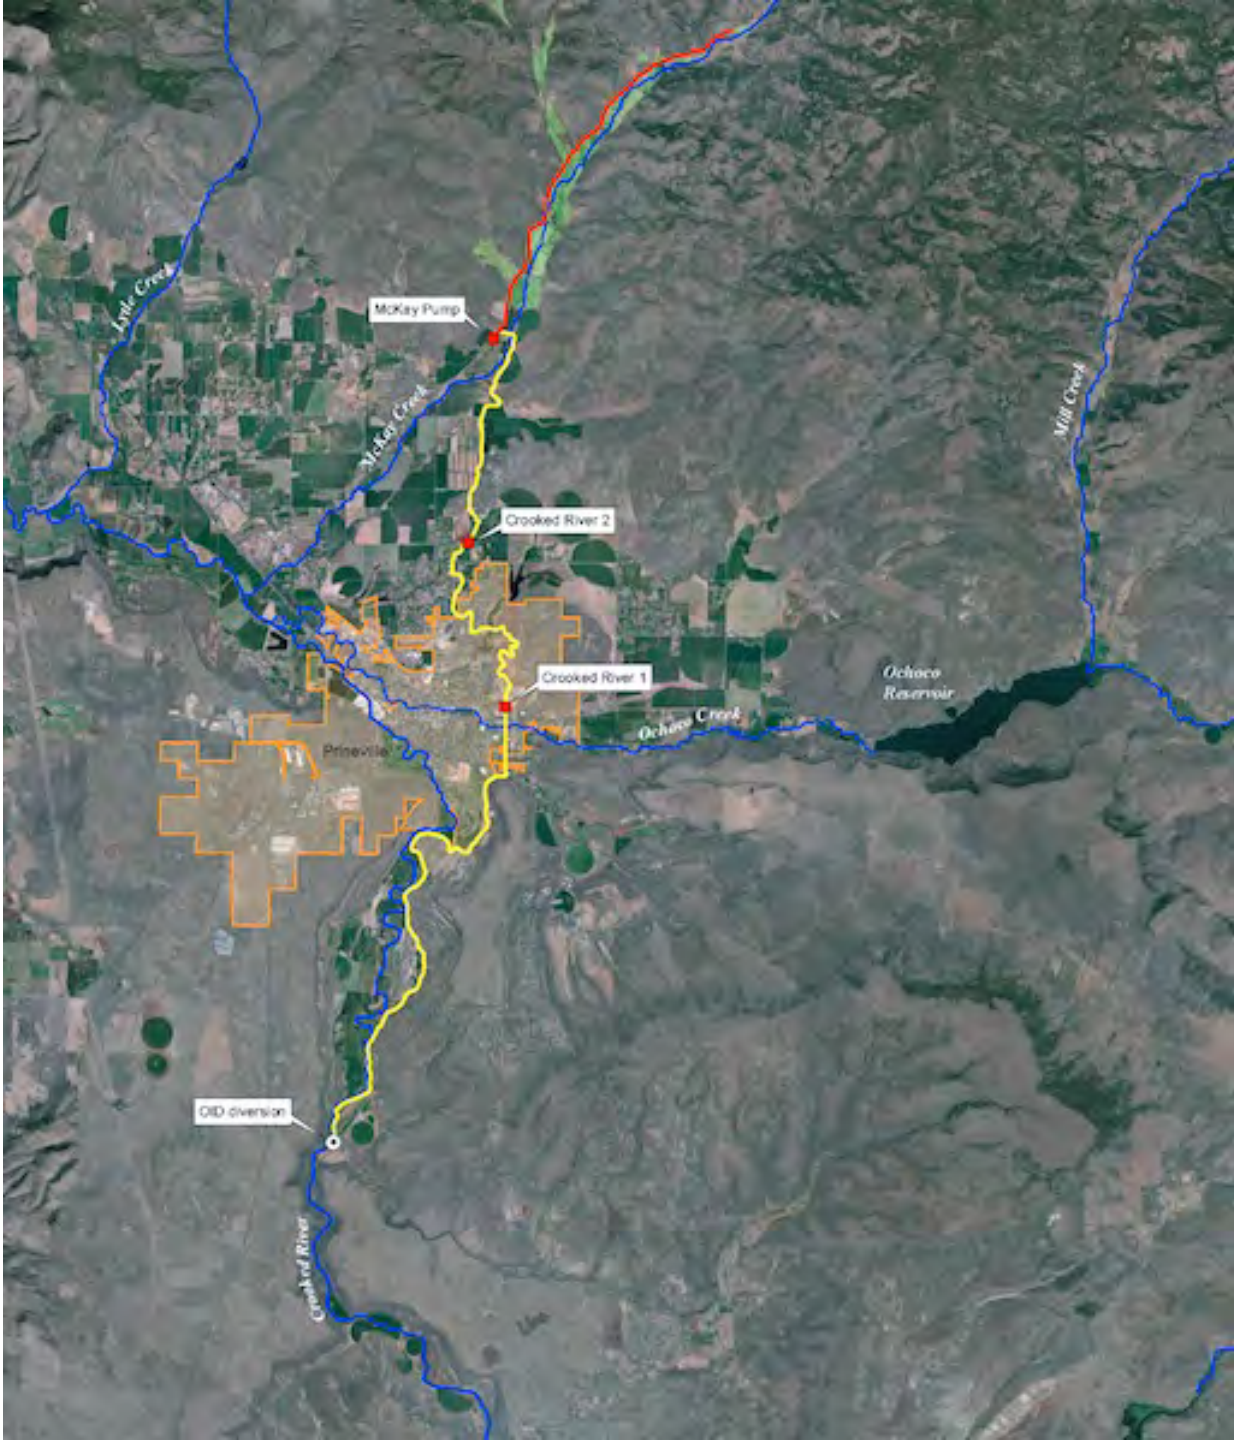 Lytle Creek
McKay Pump
McKay Creek
Mill Creek
Crooked River 2
Crooked River 1
Ochoco
Reservoir
Ochoco Creek
Prineville
OID diversion
Crooked River